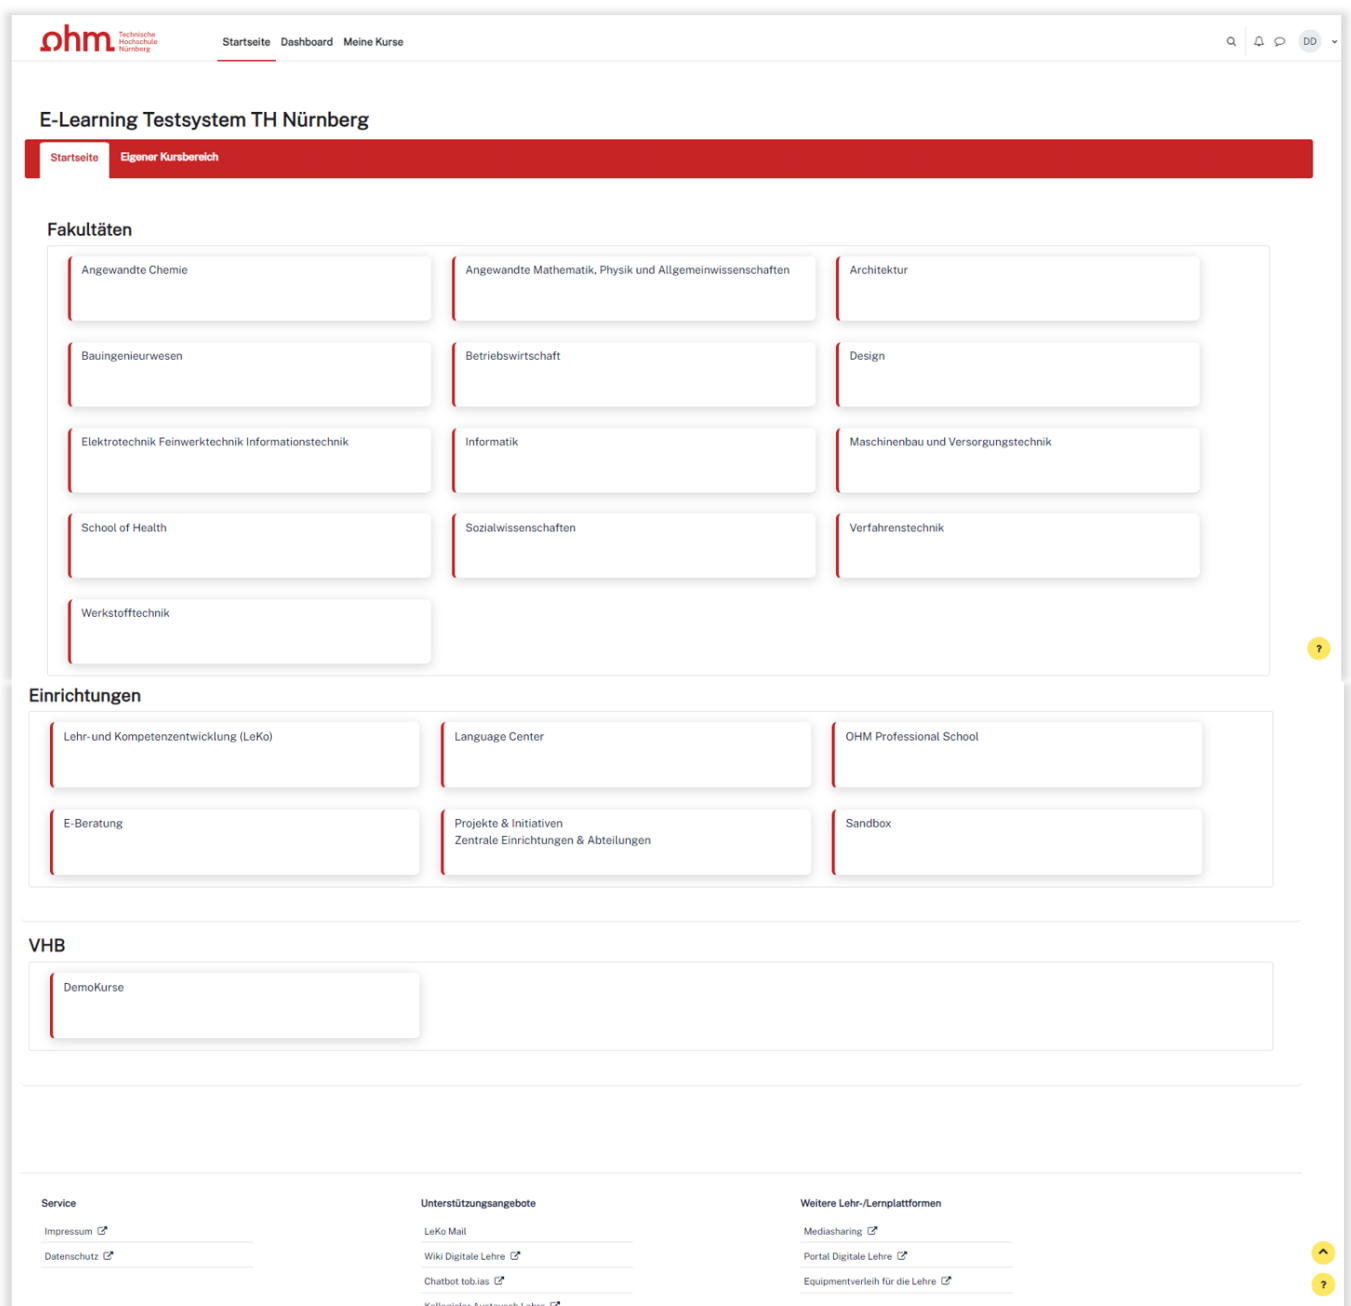 ohm Technische
Hochschule
Nürnberg
Startseite Dashboard Meine Kurse
DD
E-Learning Testsystem TH Nürnberg
Startseite Eigener Kursbereich
Fakultäten
Angewandte Chemie
Angewandte Mathematik, Physik und Allgemeinwissenschaften
Architektur
Bauingenieurwesen
Betriebswirtschaft
Design
Elektrotechnik Feinwerktechnik Informationstechnik
Informatik
Maschinenbau und Versorgungstechnik
School of Health
Sozialwissenschaften
Verfahrenstechnik
Werkstofftechnik
?
Einrichtungen
Lehr-und Kompetenzentwicklung (LeKo)
Language Center
OHM Professional School
E-Beratung
Projekte & Initiativen
Zentrale Einrichtungen & Abteilungen
Sandbox
VHB
DemoKurse
Service
Impressum
Datenschutz
Unterstützungsangebote
LeKo Mail
Wiki Digitale Lehre
Chatbot tob.ias
Kollegialer Austausch Lehre
Weitere Lehr-/Lernplattformen
Mediasharing
Portal Digitale Lehre
Equipmentverleih für die Lehre
?